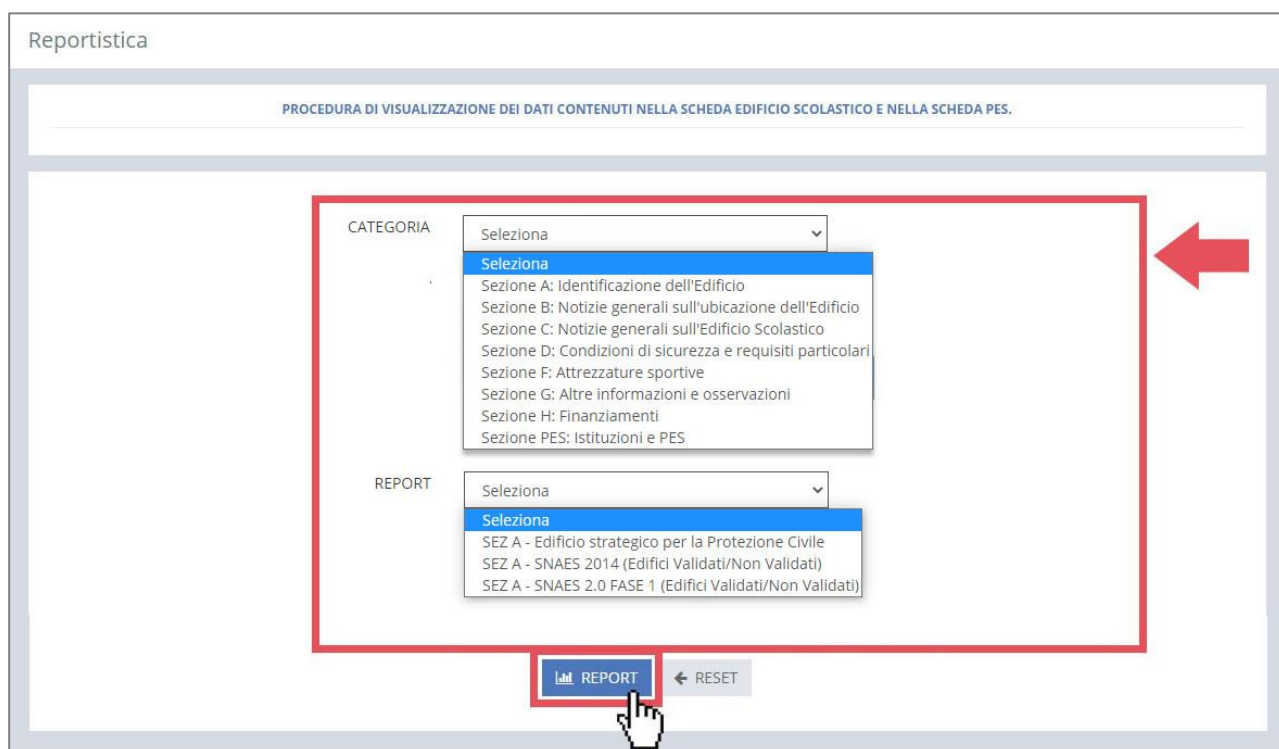 Reportistica
PROCEDURA DI VISUALIZZAZIONE DEI DATI CONTENUTI NELLA SCHEDA EDIFICIO SCOLASTICO E NELLA SCHEDA PES.
CATEGORIA
Seleziona
Seleziona
Sezione A: Identificazione dell'Edificio
Sezione B: Notizie generali sull'ubicazione dell'Edificio
Sezione C: Notizie generali sull'Edificio Scolastico
Sezione D: Condizioni di sicurezza e requisiti particolari
Sezione F: Attrezzature sportive
Sezione G: Altre informazioni e osservazioni
Sezione H: Finanziamenti
Sezione PES: Istituzioni e PES
REPORT
Seleziona
Seleziona
SEZ A - Edificio strategico per la Protezione Civile
SEZ A - SNAES 2014 (Edifici Validati/Non Validati)
SEZ A - SNAES 2.0 FASE 1 (Edifici Validati/Non Validati)
REPORT
RESET